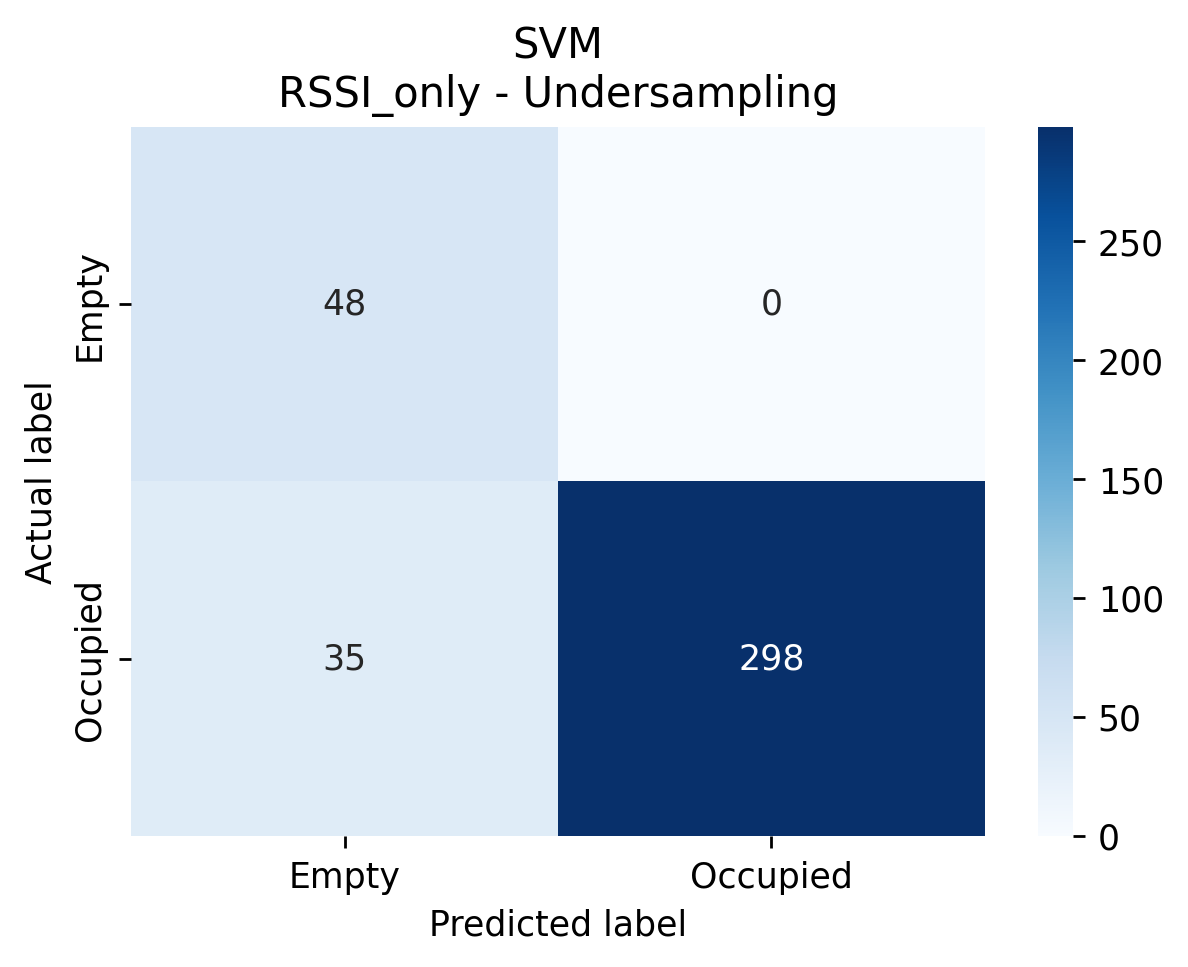 SVM
RSSI_only - Undersampling
Actual label
Empty
Occupied
48
0
35
298
Empty
Occupied
Predicted label
250
200
150
100
50
0